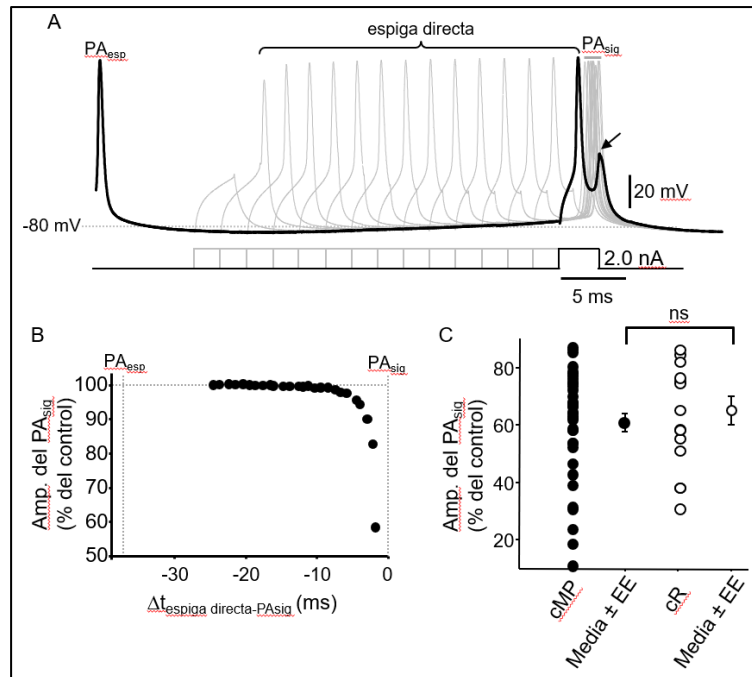 A
espiga directa
PAesp
PAsig
20 mV
-80 mV
2.0 nA
5 ms
B
PAesp
PAsig
Amp. del PAsig
(% del control)
100
90
80
70
60
50
-30
-20
-10
0
Δtespiga directa-PAsig (ms)
C
ns
Amp. del PAsig
(% del control)
80
60
40
20
cMP
Media ± EE
cR
Media ± EE